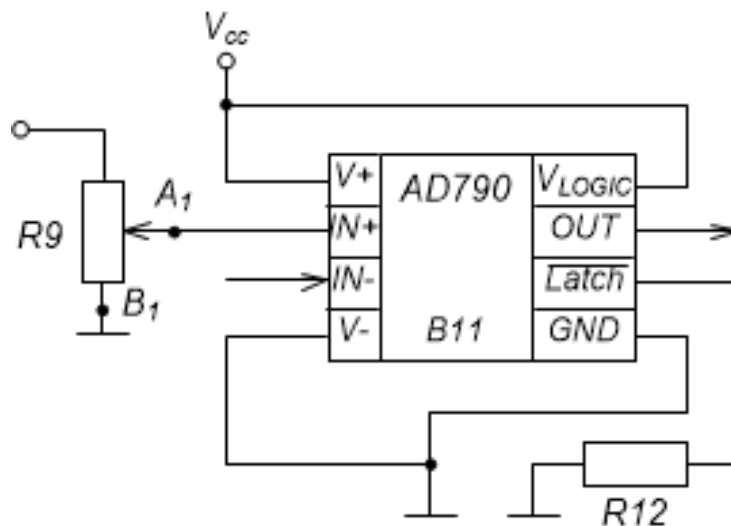 Vcc
A1
R9
B1
V+
IN+
IN-
V-
AD790
B11
VLOGIC
OUT
Latch
GND
R12